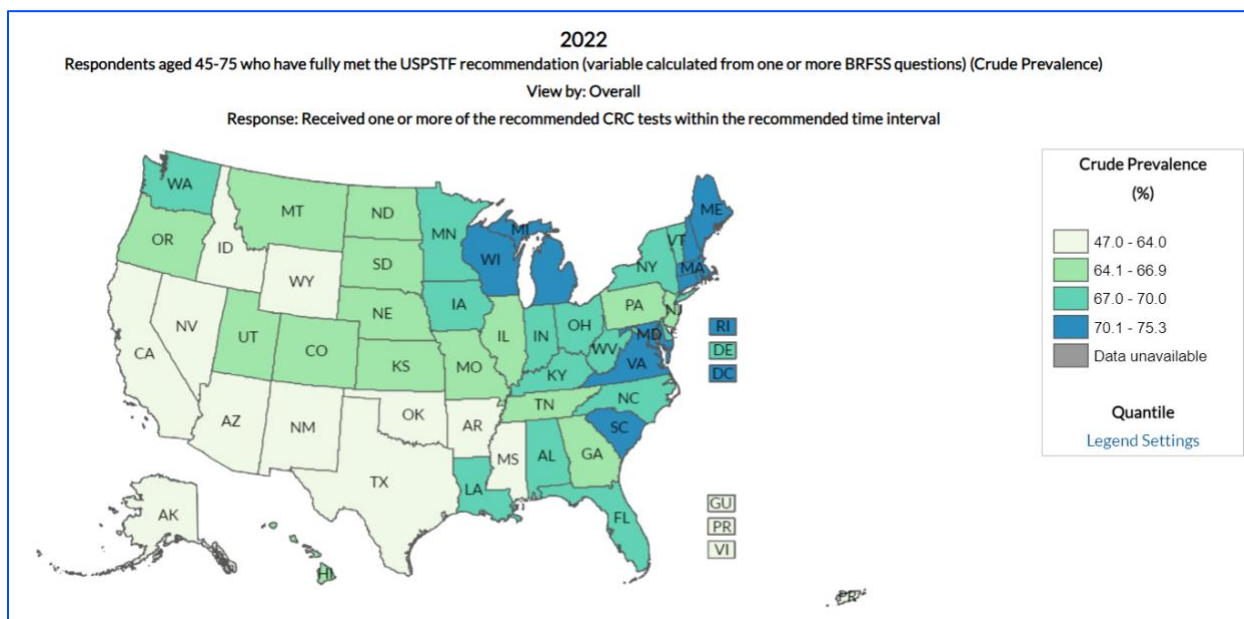 2022
Respondents aged 45-75 who have fully met the USPSTF recommendation (variable calculated from one or more BRFSS questions) (Crude Prevalence)
View by: Overall
Response: Received one or more of the recommended CRC tests within the recommended time interval
Crude Prevalence
(%)
47.0 - 64.0
64.1 - 66.9
67.0 - 70.0
70.1 - 75.3
Data unavailable
Quantile
Legend Settings
WA
MT
ND
MN
ME
OR
ID
SD
WI
MI
VT
NY
MA
WY
IA
NE
PA
NJ
NV
UT
CO
IL
IN
OH
MD
RI
CA
KS
MO
WV
VA
DE
KY
DC
AZ
NM
OK
AR
TN
NC
SC
TX
MS
AL
GA
LA
FL
AK
HI
GU
PR
VI
PR